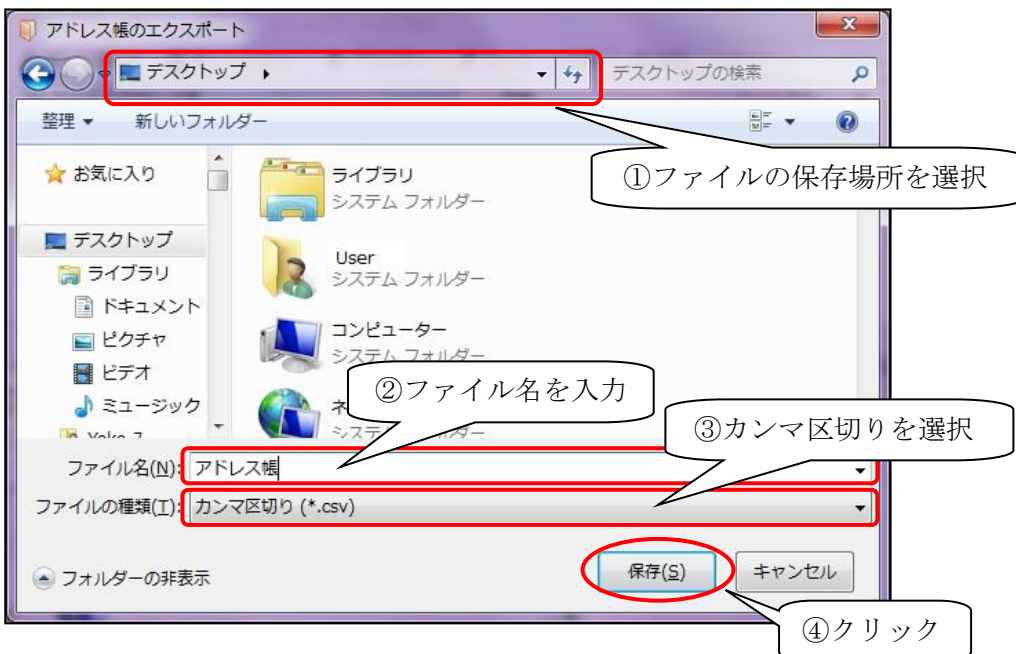 アドレス帳のエクスポート
デスクトップ
デスクトップの検索
整理
新しいフォルダー
①ファイルの保存場所を選択
お気に入り
デスクトップ
ライブラリ
ドキュメント
ピクチャ
ビデオ
ミュージック
ライブラリ
システム フォルダー
User
システム フォルダー
コンピューター
システム フォルダー
②ファイル名を入力
③カンマ区切りを選択
ファイル名(N): アドレス帳
ファイルの種類(T): カンマ区切り (*.csv)
フォルダーの非表示
保存(S)
キャンセル
④クリック